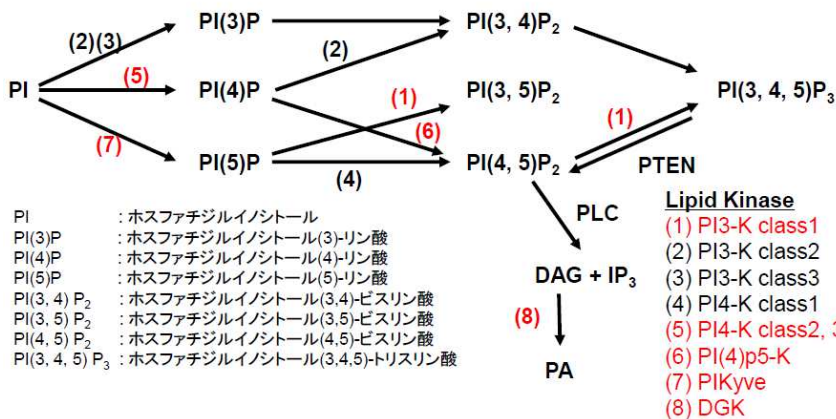 PI(3)P
PI(3, 4)P2
(2)(3)
(2)
PI
(5)
PI(4)P
(1)
PI(3, 5)P2
PI(3, 4, 5)P3
(7)
(6)
(1)
PI(5)P
(4)
PI(4, 5)P2
PTEN
PLC
DAG + IP3
(8)
PA
PI : ホスファチジルイノシトール
PI(3)P : ホスファチジルイノシトール(3)-リン酸
PI(4)P : ホスファチジルイノシトール(4)-リン酸
PI(5)P : ホスファチジルイノシトール(5)-リン酸
PI(3, 4) P2 : ホスファチジルイノシトール(3,4)-ビスリン酸
PI(3, 5) P2 : ホスファチジルイノシトール(3,5)-ビスリン酸
PI(4, 5) P2 : ホスファチジルイノシトール(4,5)-ビスリン酸
PI(3, 4, 5) P3 : ホスファチジルイノシトール(3,4,5)-トリスリン酸
Lipid Kinase
(1) PI3-K class1
(2) PI3-K class2
(3) PI3-K class3
(4) PI4-K class1
(5) PI4-K class2, 3
(6) PI(4)p5-K
(7) PIKyve
(8) DGK